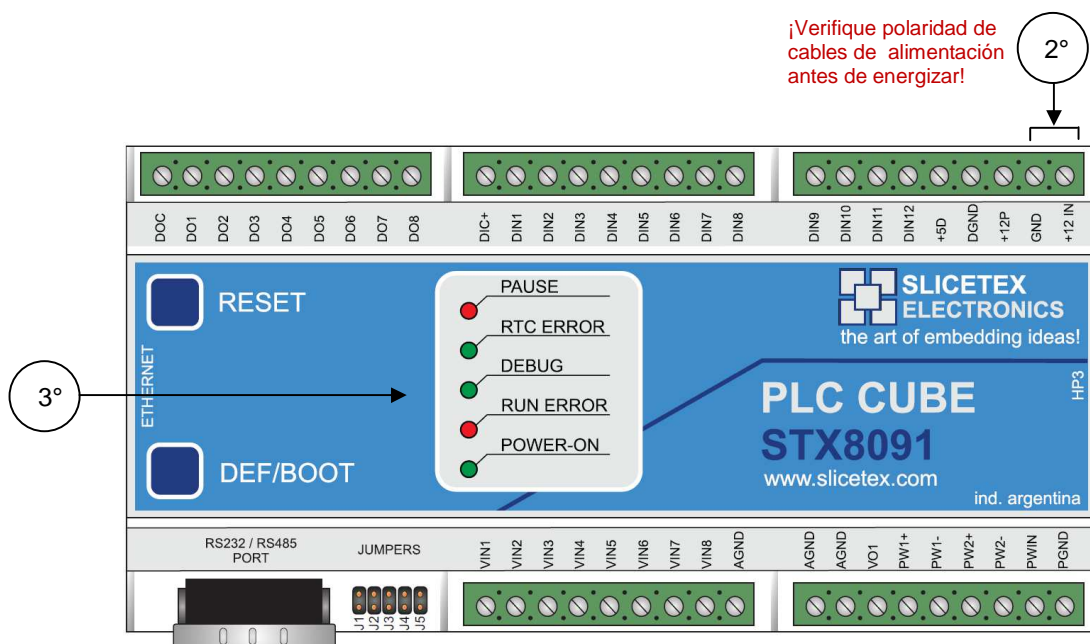 ¡Verifique polaridad de
cables de alimentación
antes de energizar!
2°
DOC DO1 DO2 DO3 DO4 DO5 DO6 DO7 DO8
DIC+ DIN1 DIN2 DIN3 DIN4 DIN5 DIN6 DIN7 DIN8
DIN9 DIN10 DIN11 DIN12 +5D DGND +12P GND +12 IN
RESET
ETHERNET
DEF/BOOT
3°
PAUSE
RTC ERROR
DEBUG
RUN ERROR
POWER-ON
SLICETEX
ELECTRONICS
the art of embedding ideas!
HP3
PLC CUBE
STX8091
www.slicetex.com
ind. argentina
RS232 / RS485
PORT
JUMPERS
J1 J2 J3 J4 J5
VIN1 VIN2 VIN3 VIN4 VIN5 VIN6 VIN7 VIN8 AGND
AGND AGND VO1 PW1+ PW1- PW2+ PW2- PWIN PGND